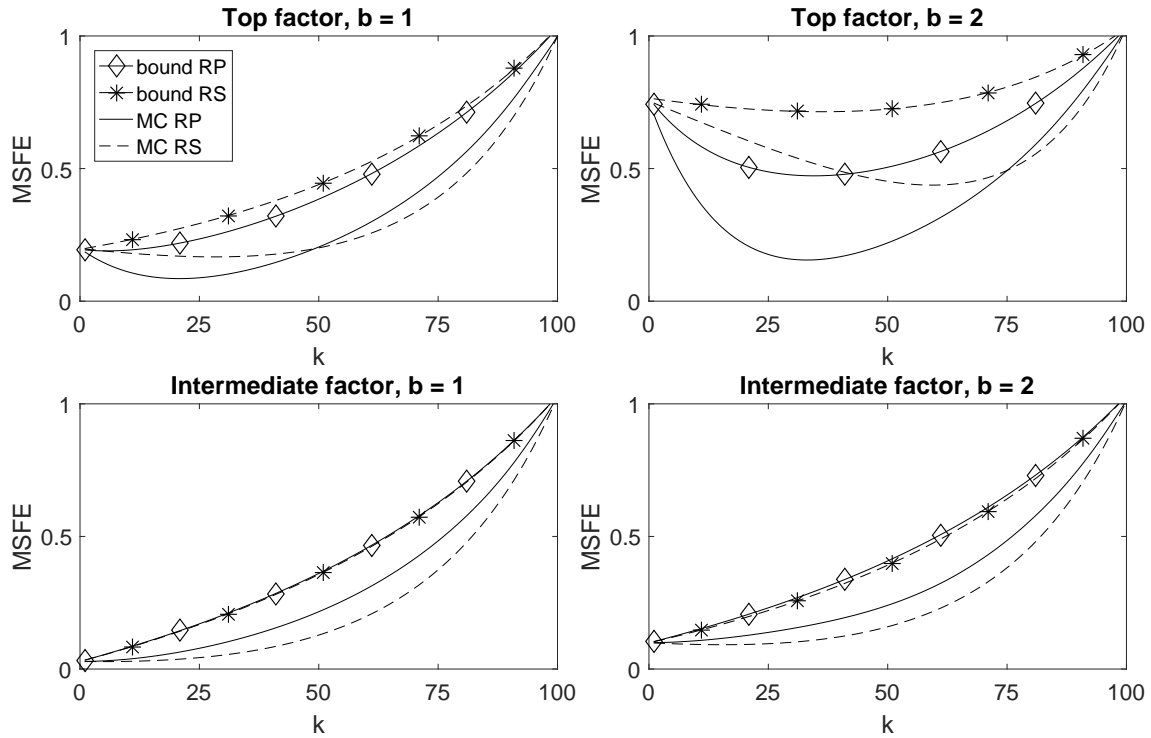 Top factor, b = 1
1
0.5
0
MSFE
bound RP
bound RS
MC RP
MC RS
0
25
50
75
100
k
Top factor, b = 2
1
0.5
0
MSFE
0
25
50
75
100
k
Intermediate factor, b = 1
1
0.5
0
MSFE
0
25
50
75
100
k
Intermediate factor, b = 2
1
0.5
0
MSFE
0
25
50
75
100
k